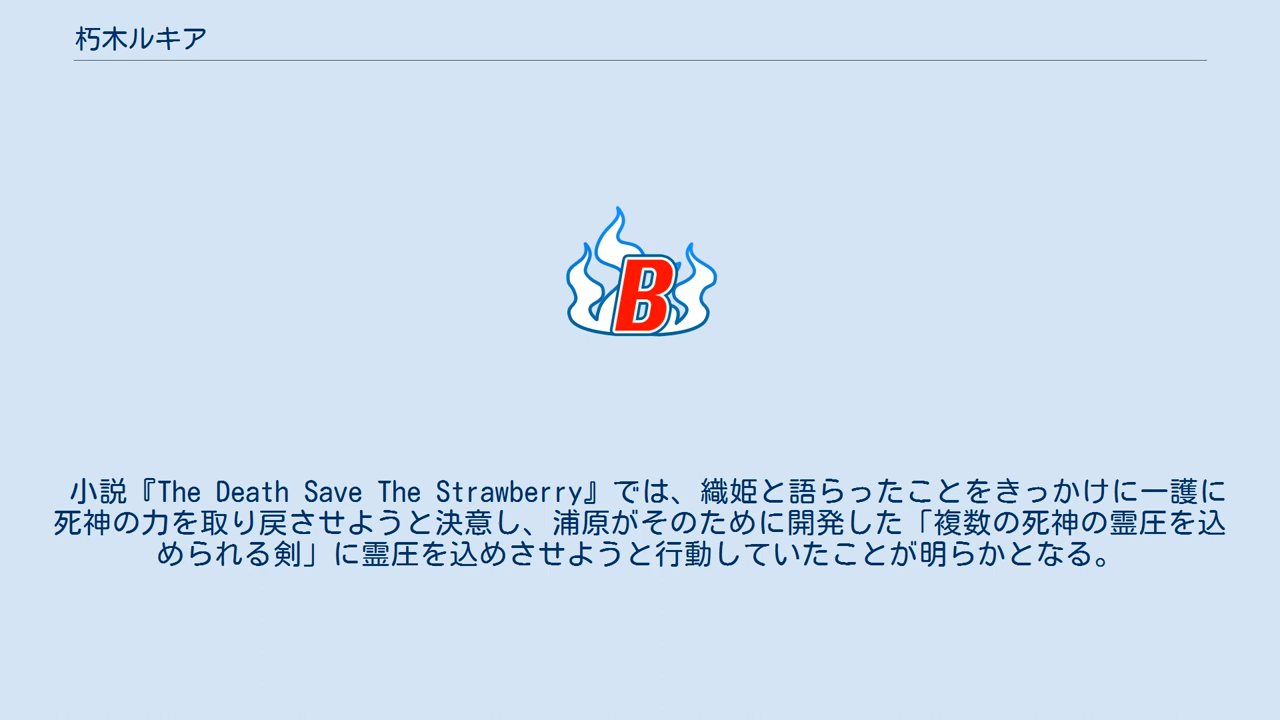 朽木ルキア
B
小説『The Death Save The Strawberry』では、織姫と語らったことをきっかけに一護に
死神の力を取り戻させようと決意し、浦原がそのために開発した「複数の死神の霊圧を込
められる剣」に霊圧を込めさせようと行動していたことが明らかとなる。